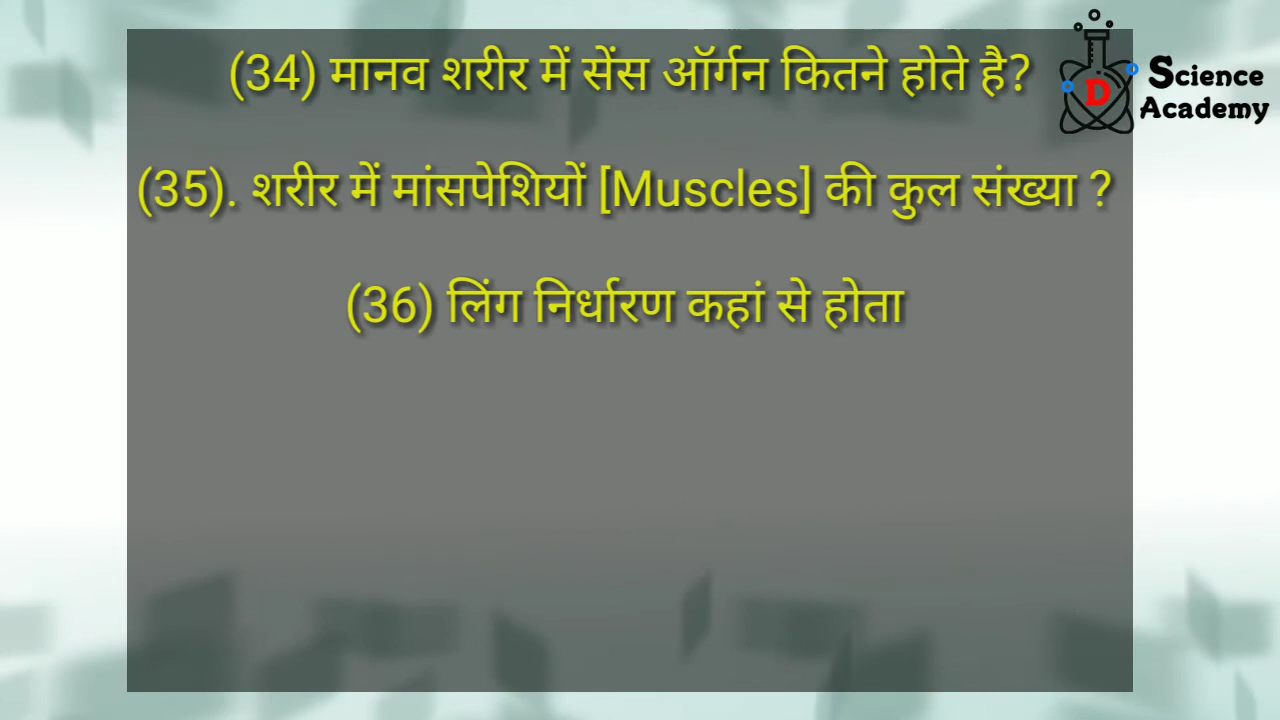 (34) मानव शरीर में सेंस ऑर्गन कितने होते है?
D Science Academy
(35). शरीर में मांसपेशियों [Muscles] की कुल संख्या ?
(36) लिंग निर्धारण कहां से होता